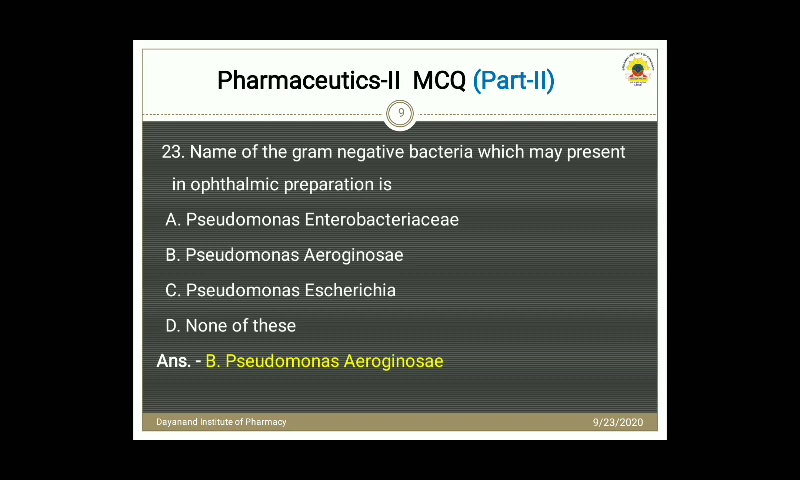 Pharmaceutics-II MCQ (Part-II)
9
23. Name of the gram negative bacteria which may present
in ophthalmic preparation is
A. Pseudomonas Enterobacteriaceae
B. Pseudomonas Aeroginosae
C. Pseudomonas Escherichia
D. None of these
Ans. - B. Pseudomonas Aeroginosae
Dayanand Institute of Pharmacy
9/23/2020